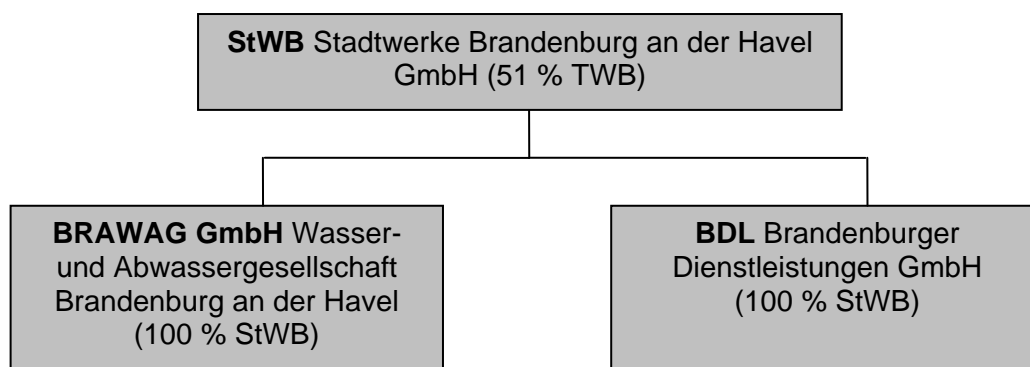 StWB Stadtwerke Brandenburg an der Havel
GmbH (51 % TWB)
BRAWAG GmbH Wasser-
und Abwassergesellschaft
Brandenburg an der Havel
(100 % StWB)
BDL Brandenburger
Dienstleistungen GmbH
(100 % StWB)